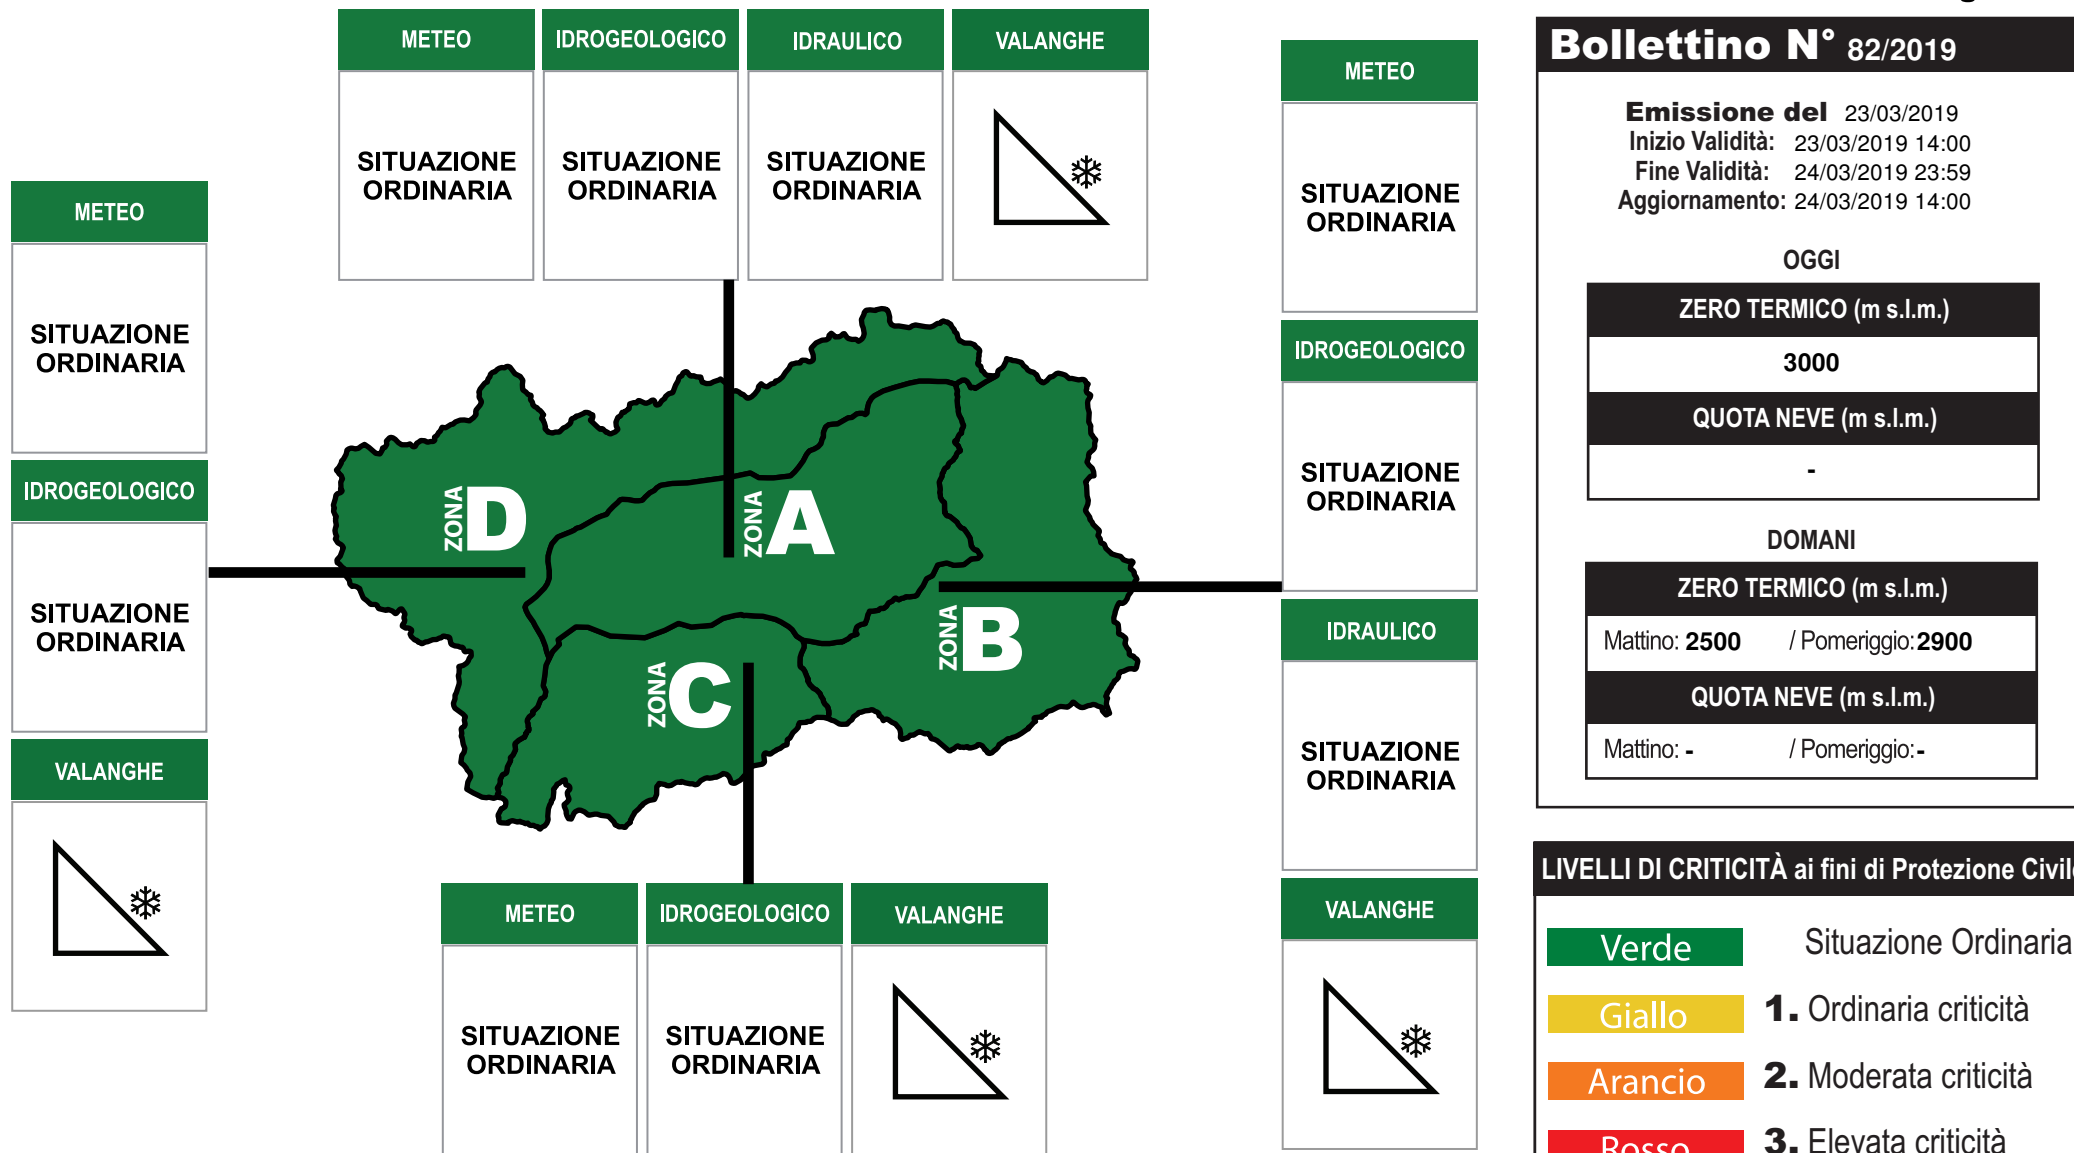 METEO
IDROGEOLOGICO
IDRAULICO
VALANGHE
SITUAZIONE
ORDINARIA
SITUAZIONE
ORDINARIA
SITUAZIONE
ORDINARIA
METEO
SITUAZIONE
ORDINARIA
IDROGEOLOGICO
SITUAZIONE
ORDINARIA
VALANGHE
ZONA D
ZONA A
ZONA B
ZONA C
METEO
SITUAZIONE
ORDINARIA
IDROGEOLOGICO
SITUAZIONE
ORDINARIA
IDRAULICO
SITUAZIONE
ORDINARIA
VALANGHE
METEO
IDROGEOLOGICO
VALANGHE
SITUAZIONE
ORDINARIA
SITUAZIONE
ORDINARIA
Bollettino N° 82/2019
Emissione del 23/03/2019
Inizio Validità: 23/03/2019 14:00
Fine Validità: 24/03/2019 23:59
Aggiornamento: 24/03/2019 14:00
OGGI
ZERO TERMICO (m s.l.m.)
3000
QUOTA NEVE (m s.l.m.)
-
DOMANI
ZERO TERMICO (m s.l.m.)
Mattino: 2500 / Pomeriggio: 2900
QUOTA NEVE (m s.l.m.)
Mattino: - / Pomeriggio: -
LIVELLI DI CRITICITÀ ai fini di Protezione Civile
Verde Situazione Ordinaria
Giallo 1. Ordinaria criticità
Arancio 2. Moderata criticità
Rosso 3. Elevata criticità